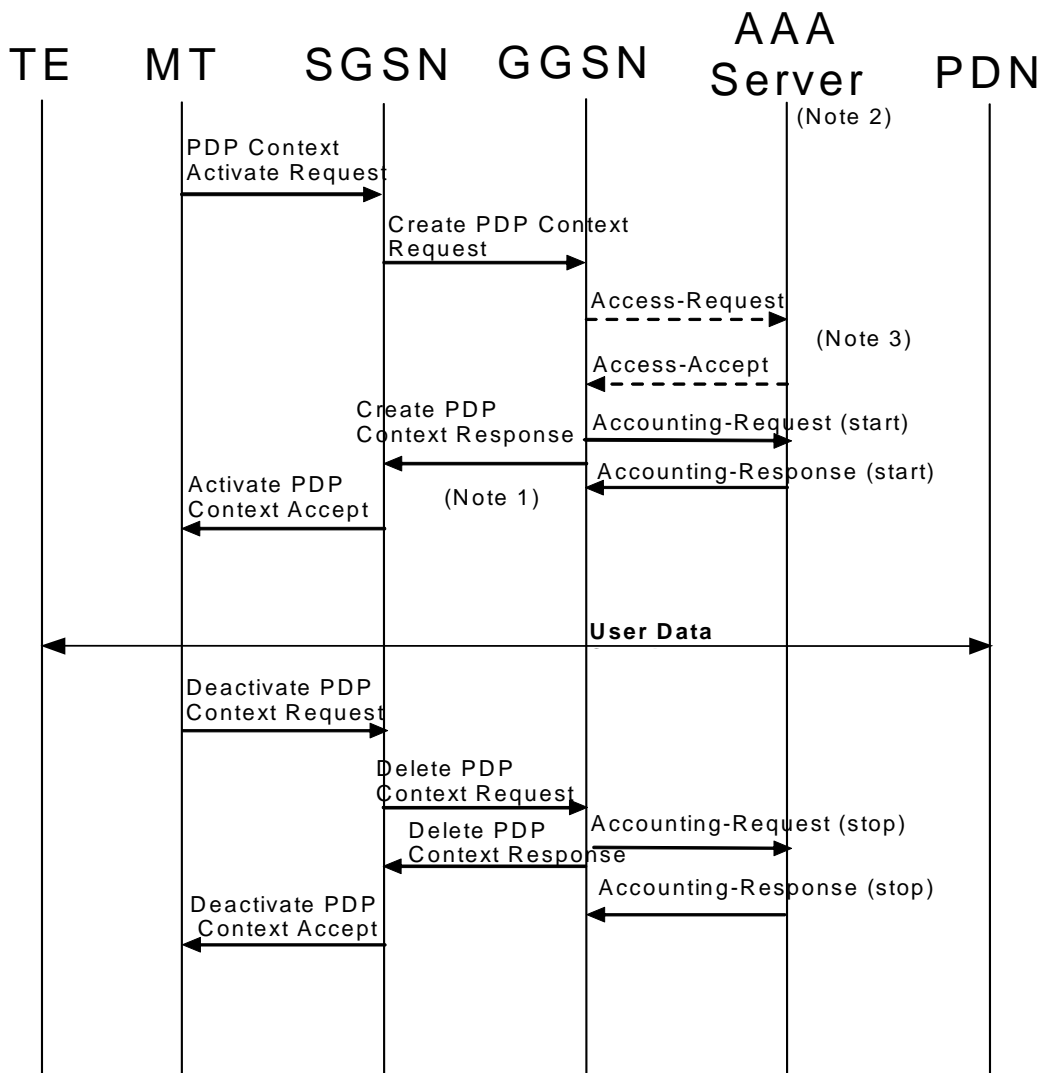 TE
MT
SGSN
GGSN
AAA
Server
PDN
(Note 2)
PDP Context
Activate Request
Create PDP Context
Request
Access-Request
(Note 3)
Access-Accept
Create PDP
Context Response
Accounting-Request (start)
Accounting-Response (start)
Activate PDP
Context Accept
(Note 1)
User Data
Deactivate PDP
Context Request
Delete PDP
Context Request
Accounting-Request (stop)
Delete PDP
Context Response
Accounting-Response (stop)
Deactivate PDP
Context Accept